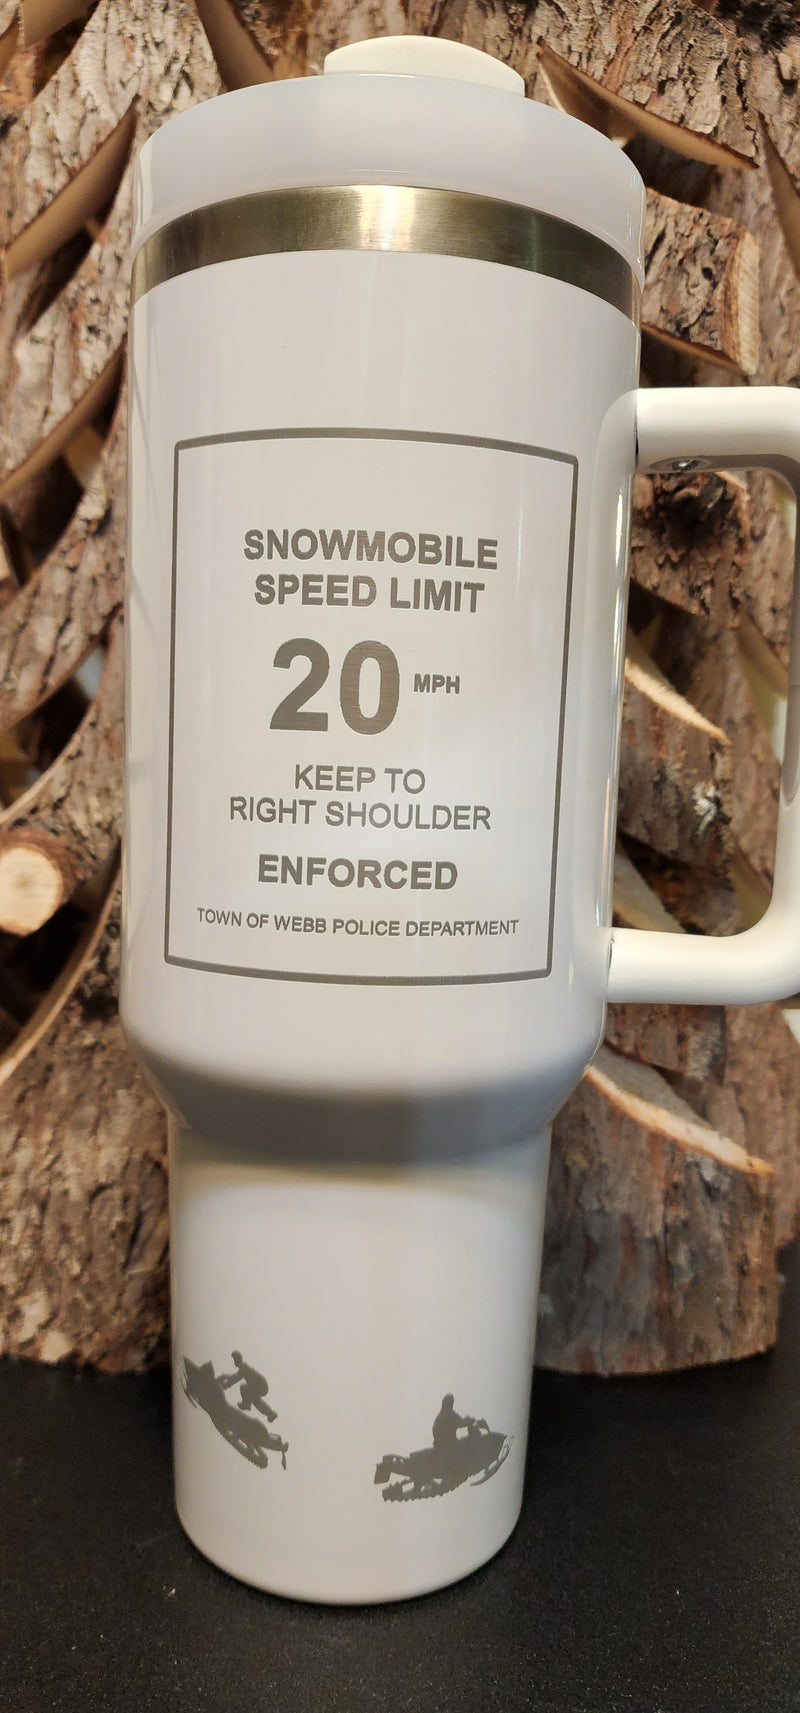 SNOWMOBILE
SPEED LIMIT
20 MPH
KEEP TO
RIGHT SHOULDER
ENFORCED
TOWN OF WEBB POLICE DEPARTMENT